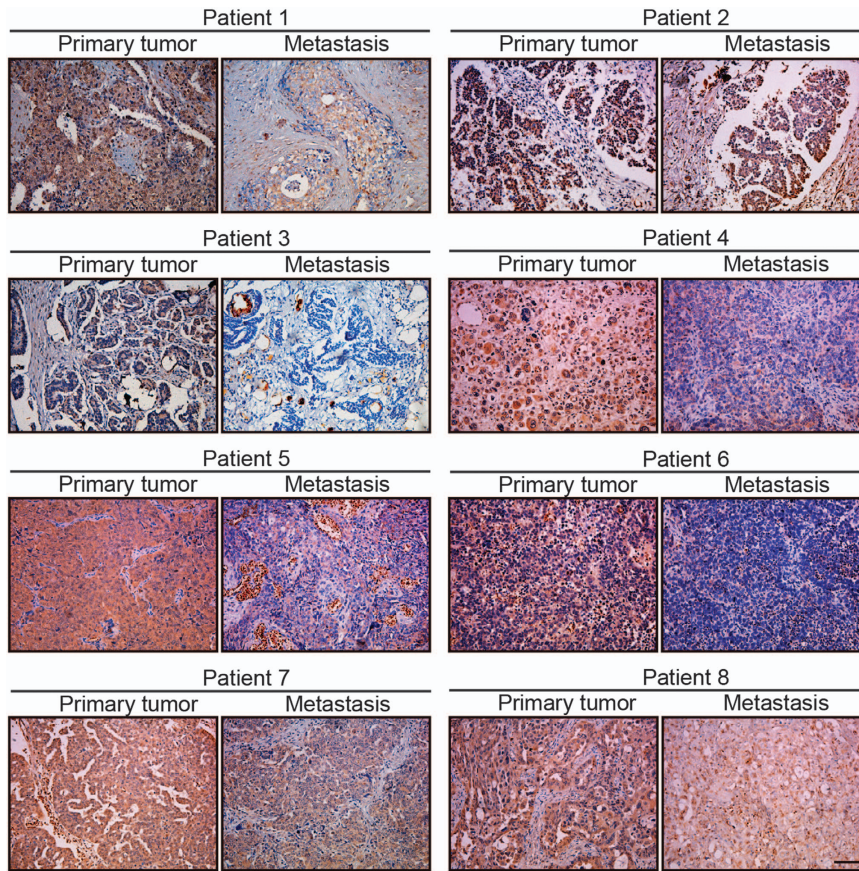 Patient 1
Primary tumor Metastasis
Patient 2
Primary tumor Metastasis
Patient 3
Primary tumor Metastasis
Patient 4
Primary tumor Metastasis
Patient 5
Primary tumor Metastasis
Patient 6
Primary tumor Metastasis
Patient 7
Primary tumor Metastasis
Patient 8
Primary tumor Metastasis